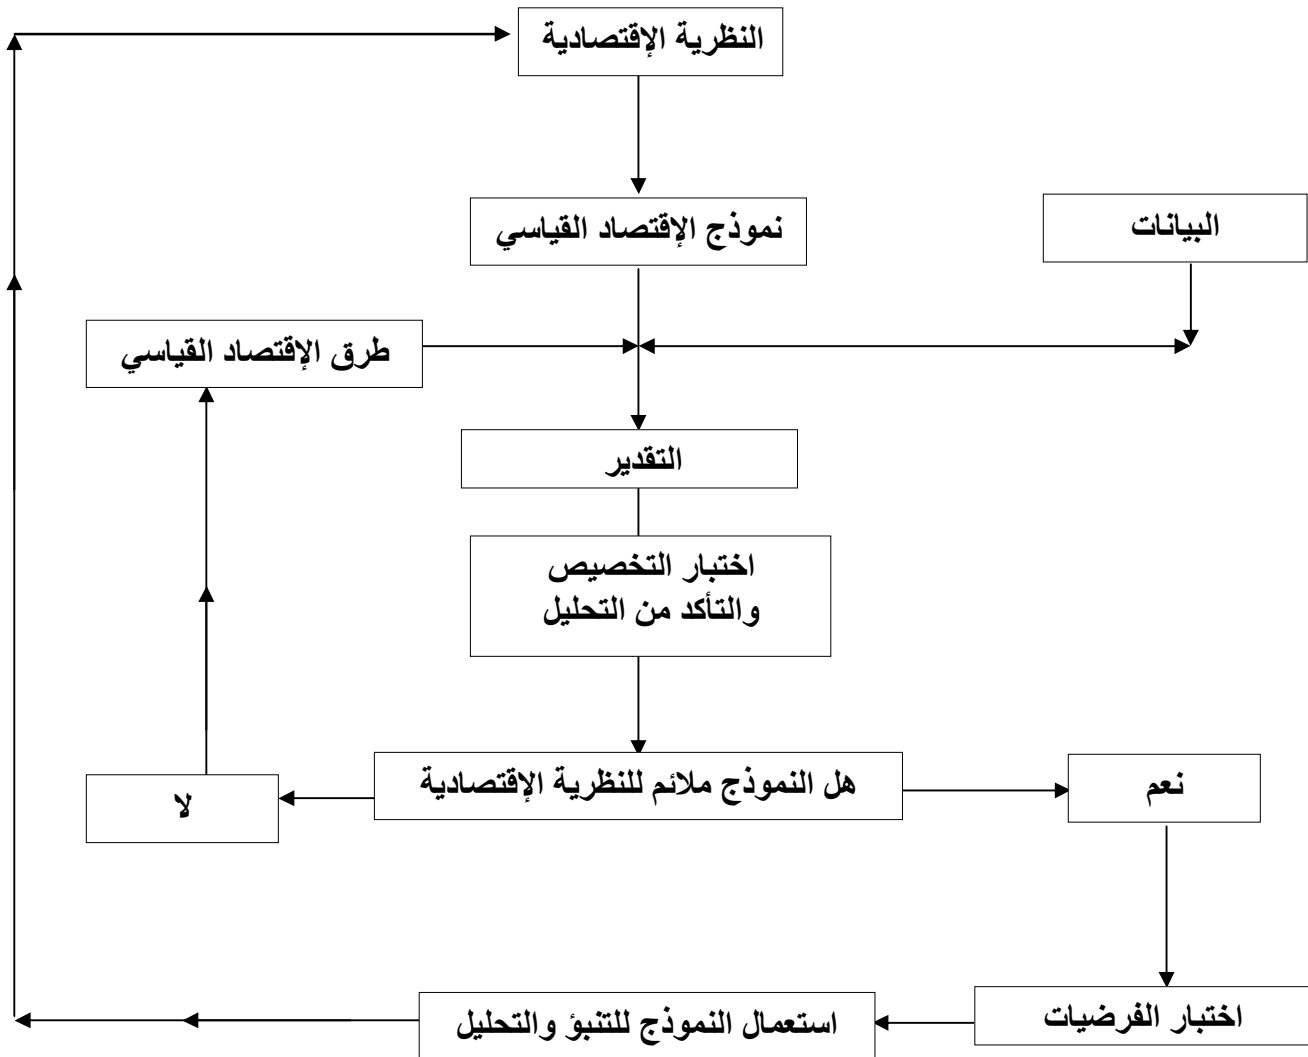 النظرية الإقتصادية
نموذج الإقتصاد القياسي
البيانات
طرق الإقتصاد القياسي
التقدير
اختبار التخصيص
والتأكد من التحليل
هل النموذج ملائم للنظرية الإقتصادية
نعم
لا
اختبار الفرضيات
استعمال النموذج للتنبؤ والتحليل